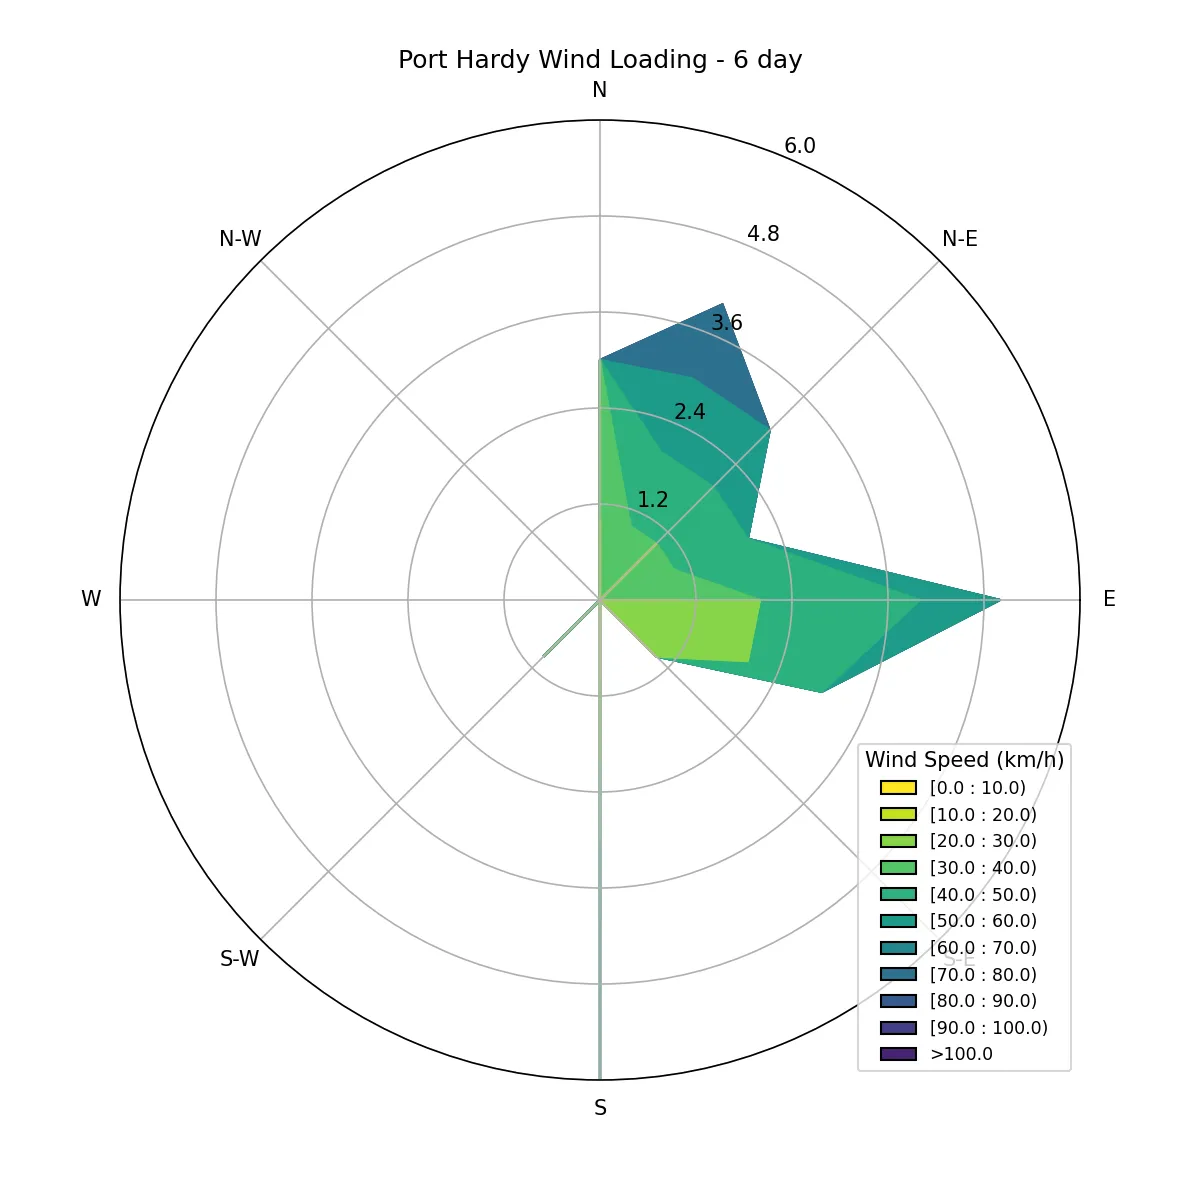 Port Hardy Wind Loading - 6 day
N
6.0
4.8
N-W
N-E
3.6
2.4
1.2
W
E
S-W
S-E
S
Wind Speed (km/h)
[0.0 : 10.0)
[10.0 : 20.0)
[20.0 : 30.0)
[30.0 : 40.0)
[40.0 : 50.0)
[50.0 : 60.0)
[60.0 : 70.0)
[70.0 : 80.0)
[80.0 : 90.0)
[90.0 : 100.0)
>100.0